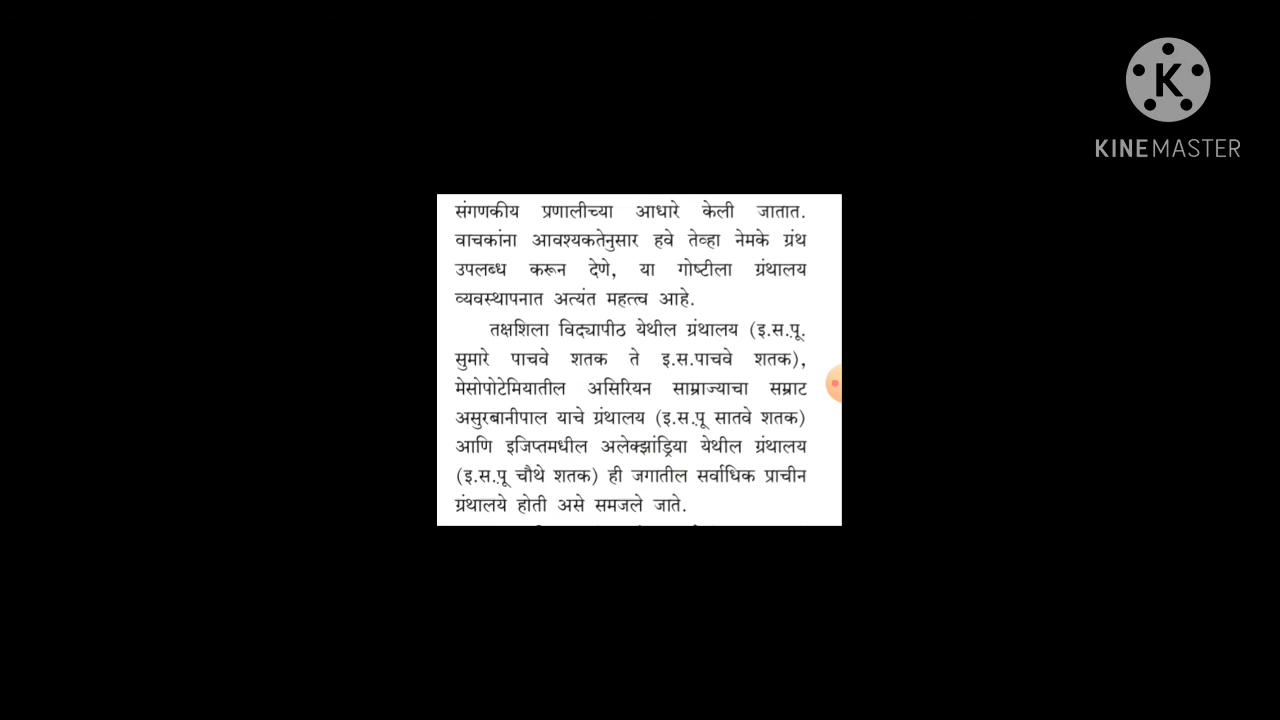 K
KINEMASTER
संगणकीय प्रणालीच्या आधारे केली जातात.
वाचकांना आवश्यकतेनुसार हवे तेव्हा नेमके ग्रंथ
उपलब्ध करून देणे, या गोष्टीला ग्रंथालय
व्यवस्थापनात अत्यंत महत्त्व आहे.
तक्षशिला विद्यापीठ येथील ग्रंथालय (इ.स.पू.
सुमारे पाचवे शतक ते इ.स.पाचवे शतक),
मेसोपोटेमियातील असिरियन साम्राज्याचा सम्राट
असुरबानीपाल याचे ग्रंथालय (इ.स.पू सातवे शतक)
आणि इजिप्तमधील अलेक्झांड्रिया येथील ग्रंथालय
(इ.स.पू चौथे शतक) ही जगातील सर्वाधिक प्राचीन
ग्रंथालये होती असे समजले जाते.